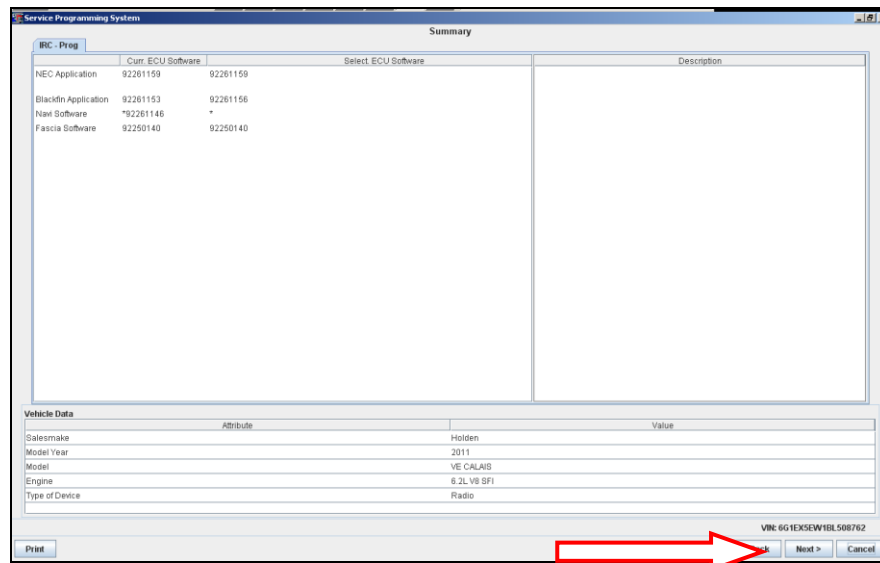 Service Programming System
Summary
IRC - Prog
Curr. ECU Software Select. ECU Software Description
NEC Application 92261159 92261159
Blackfin Application 92261153 92261156
Navi Software *92261146 *
Fascia Software 92250140 92250140
Vehicle Data
Attribute Value
Salesmake Holden
Model Year 2011
Model VE CALAIS
Engine 6.2L V8 SFI
Type of Device Radio
VIN: 6G1EX5EW1BL508762
Print Next > Cancel